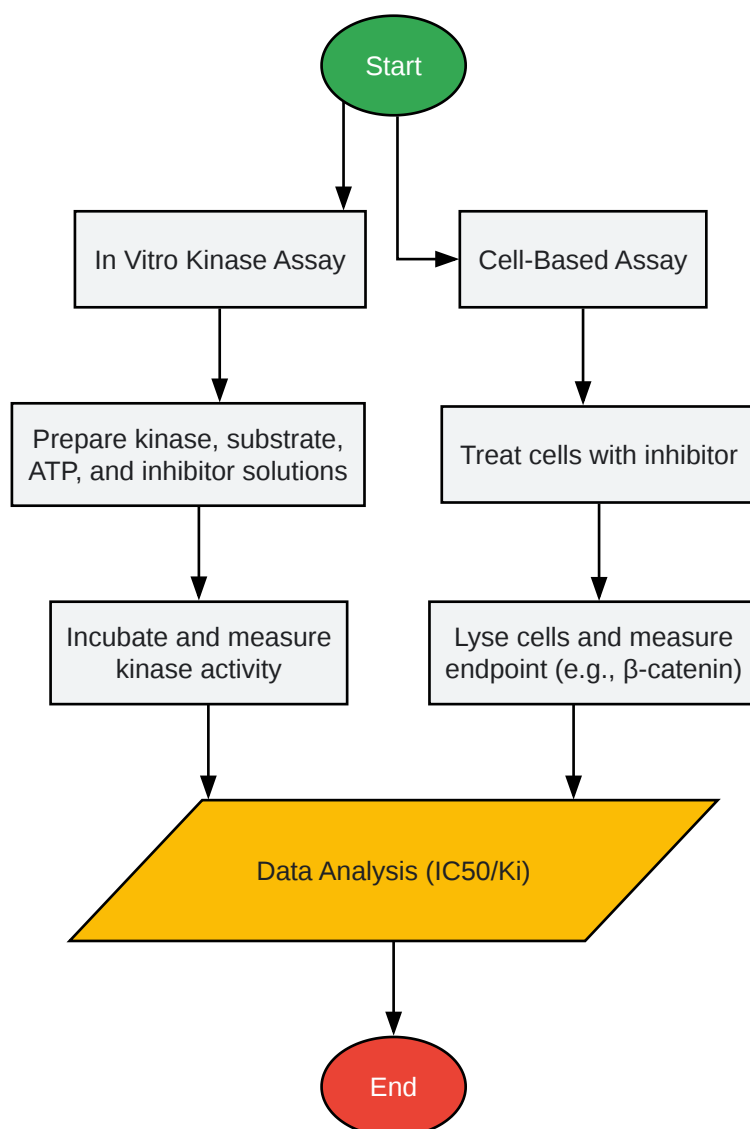 Start
In Vitro Kinase Assay
Cell-Based Assay
Prepare kinase, substrate,
ATP, and inhibitor solutions
Treat cells with inhibitor
Incubate and measure
kinase activity
Lyse cells and measure
endpoint (e.g., β-catenin)
Data Analysis (IC50/Ki)
End